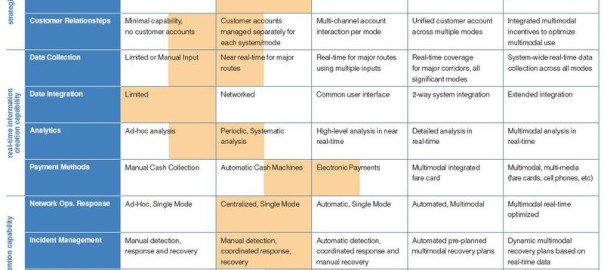 strategi
Customer Relationships
Minimal capability,
no customer accounts
Customer accounts
managed separately for
each system/mode
Multi-channel account
interaction per mode
Unified customer account
across multiple modes
Integrated multimodal
incentives to optimize
multimodal use
real-time information
creation capability
Data Collection
Limited or Manual Input
Near real-time for major
routes
Real-time for major routes
using multiple inputs
Real-time coverage
for major corridors, all
significant modes
System-wide real-time data
collection across all modes
Data Integration
Limited
Networked
Common user interface
2-way system integration
Extended integration
Analytics
Ad-hoc analysis
Periodic, Systematic
analysis
High-level analysis in near
real-time
Detailed analysis in
real-time
Multimodal analysis in
real-time
Payment Methods
Manual Cash Collection
Automatic Cash Machines
Electronic Payments
Multimodal integrated
fare card
Multimodal, multi-media
(fare cards, cell phones, etc)
ntion capability
Network Ops. Response
Ad-Hoc, Single Mode
Centralized, Single Mode
Automatic, Single Mode
Automated, Multimodal
Multimodal real-time
optimized
Incident Management
Manual detection,
response and recovery
Manual detection,
coordinated response,
recovery
Automatic detection,
coordinated response and
manual recovery
Automated pre-planned
multimodal recovery plans
Dynamic multimodal
recovery plans based on
real-time data